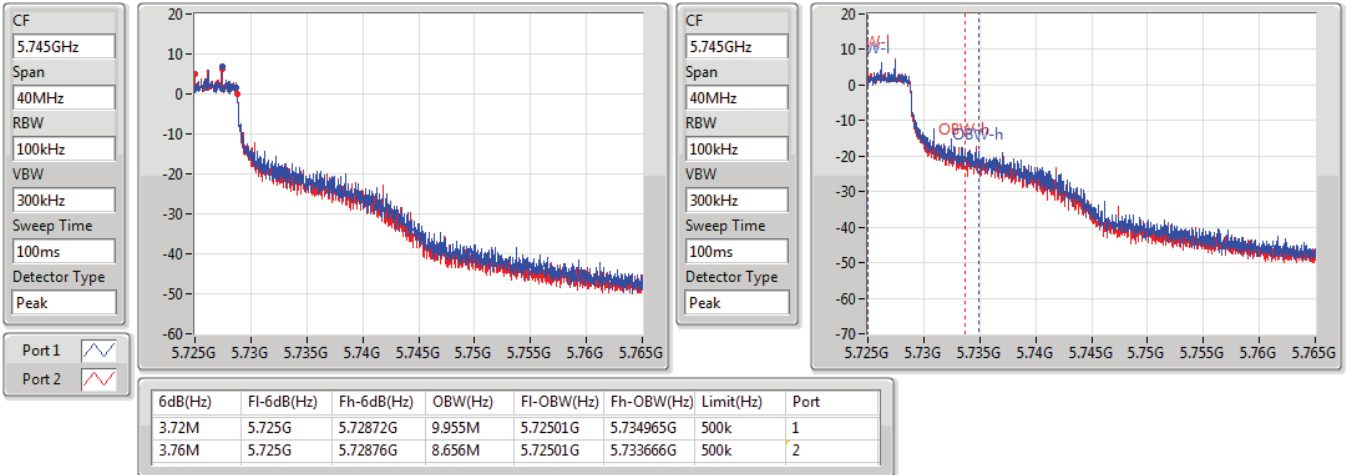 CF
5.745GHz
Span
40MHz
RBW
100kHz
VBW
300kHz
Sweep Time
100ms
Detector Type
Peak
20
10
0
-10
-20
-30
-40
-50
-60
5.725G 5.73G 5.735G 5.74G 5.745G 5.75G 5.755G 5.76G 5.765G
Port 1
Port 2
CF
5.745GHz
Span
40MHz
RBW
100kHz
VBW
300kHz
Sweep Time
100ms
Detector Type
Peak
20
10
0
-10
-20
-30
-40
-50
-60
-70
OBW-h
OBW-h
5.725G 5.73G 5.735G 5.74G 5.745G 5.75G 5.755G 5.76G 5.765G
6dB(Hz) Fl-6dB(Hz) Fh-6dB(Hz) OBW(Hz) Fl-OBW(Hz) Fh-OBW(Hz) Limit(Hz) Port
3.72M 5.725G 5.72872G 9.955M 5.72501G 5.734965G 500k 1
3.76M 5.725G 5.72876G 8.656M 5.72501G 5.733666G 500k 2